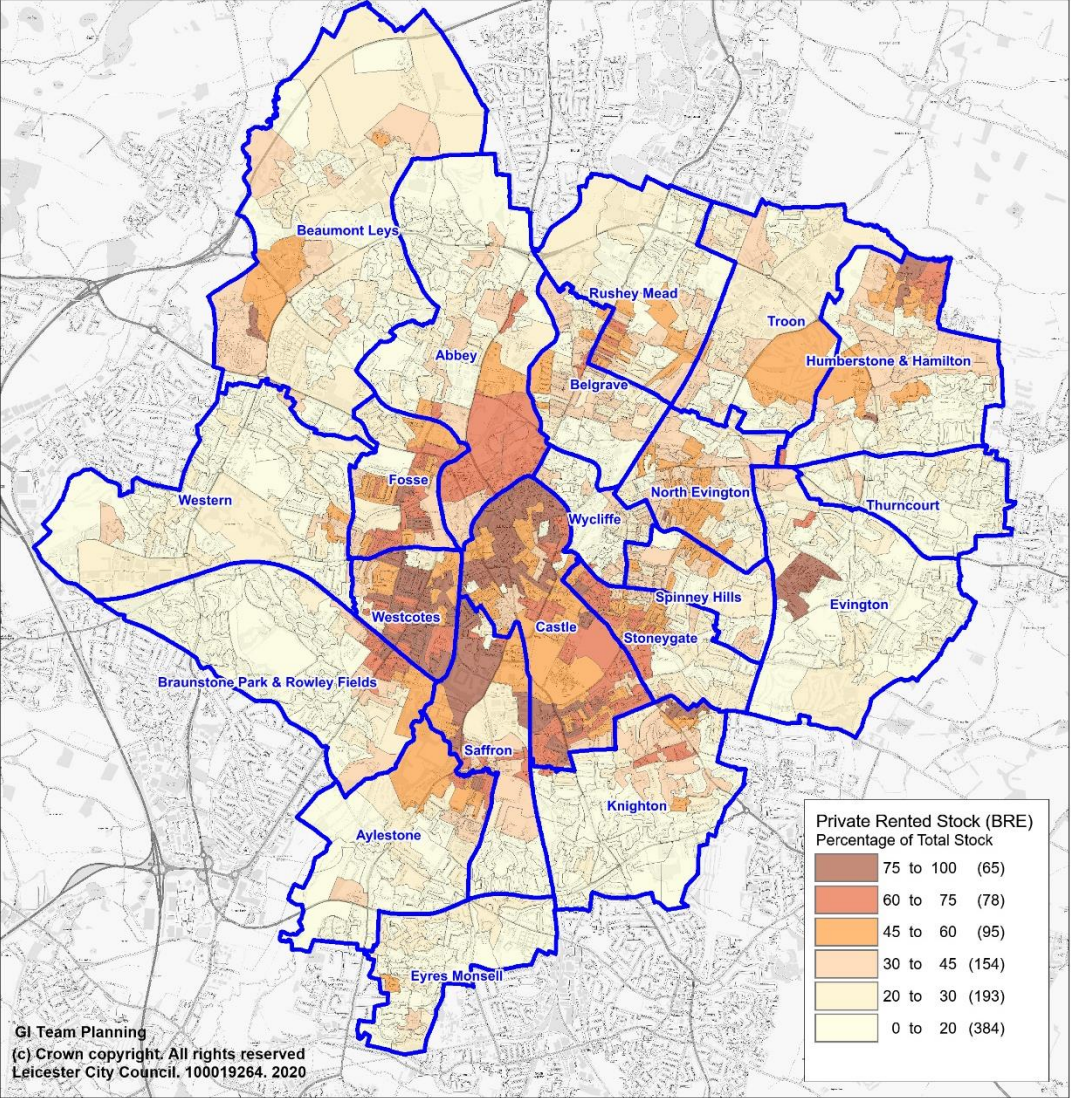 Beaumont Leys
Rushey Mead
Troon
Abbey
Humberstone & Hamilton
Belgrave
Fosse
North Evington
Western
Thurncourt
Wycliffe
Spinney Hills
Evington
Westcotes
Castle
Stoneygate
Braunstone Park & Rowley Fields
Saffron
Knighton
Aylestone
Eyres Monsell
Private Rented Stock (BRE)
Percentage of Total Stock
75 to 100 (65)
60 to 75 (78)
45 to 60 (95)
30 to 45 (154)
20 to 30 (193)
0 to 20 (384)
GI Team Planning
(c) Crown copyright. All rights reserved
Leicester City Council. 100019264. 2020